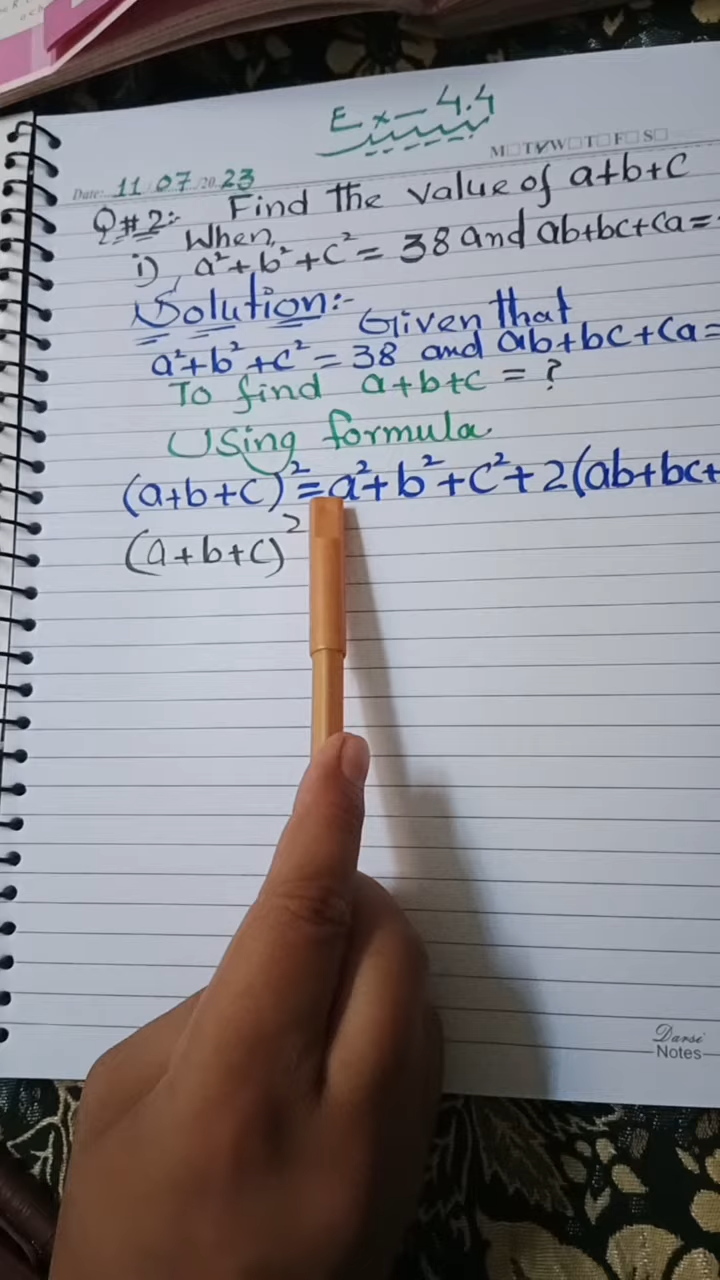 Ex-4.4
M□T☑W□T□F□S□
Date: 11/07/20.23
Q#2:- Find the value of a+b+c
When,
i) a²+b²+c² = 38 and ab+bc+ca=
Solution:-
Given that
a²+b²+c² = 38 and ab+bc+ca=
To find a+b+c = ?
Using formula
(a+b+c)² = a²+b²+c²+2(ab+bc+
(a+b+c)²
Darsi
Notes